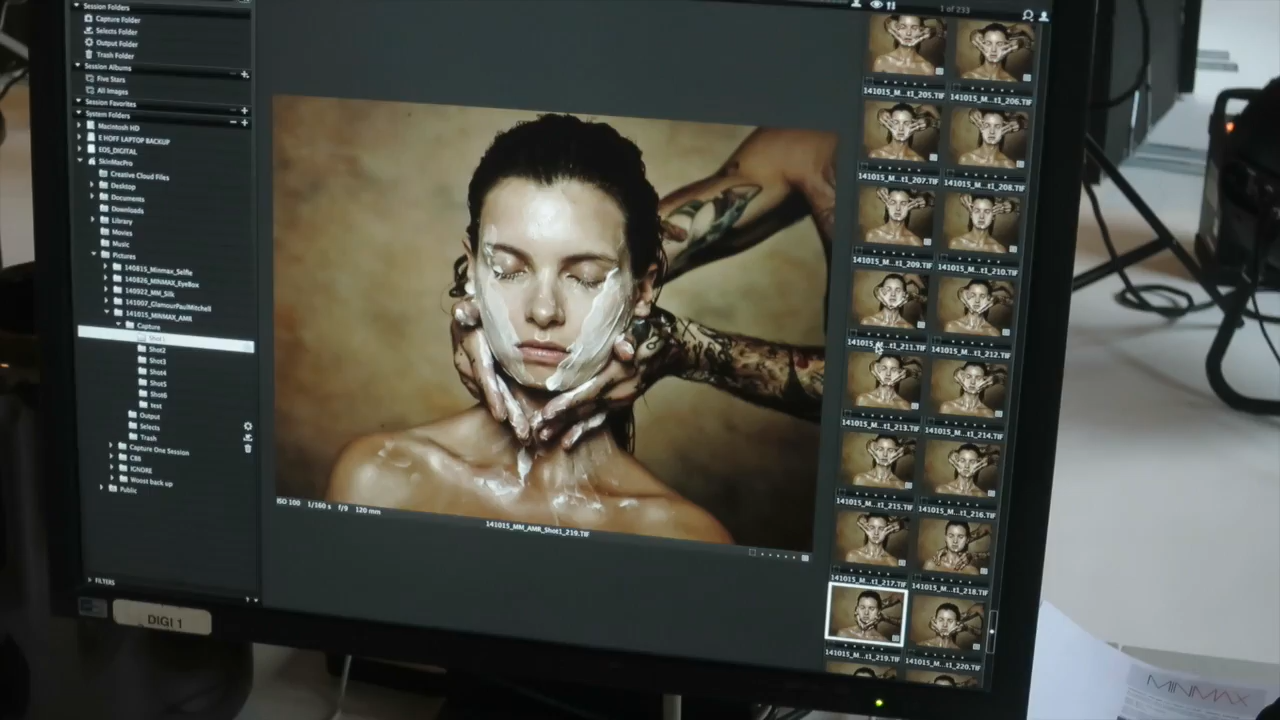 Session Folders
Capture Folder
Selects Folder
Output Folder
Trash Folder
Session Albums
Five Stars
All Images
Session Favorites
System Folders
Macintosh HD
E HOFF LAPTOP BACKUP
EOS_DIGITAL
SkinMacPro
Creative Cloud Files
Desktop
Documents
Downloads
Library
Movies
Music
Pictures
140815_Minmax_Selfie
140826_MINMAX_EyeBox
140922_MM_Silk
141007_GlamourPaulMitchell
141015_MINMAX_AMR
Capture
Shot1
Shot2
Shot3
Shot4
Shot5
Shot6
test
Output
Selects
Trash
Capture One Session
CBB
IGNORE
Woost back up
Public
FILTERS
DIGI 1
ISO 100 1/160 s f/9 120 mm
141015_MM_AMR_Shot1_219.TIF
1 of 233
141015_M...t1_205.TIF
141015_M...t1_206.TIF
141015_M...t1_207.TIF
141015_M...t1_208.TIF
141015_M...t1_209.TIF
141015_M...t1_210.TIF
141015_M...t1_211.TIF
141015_M...t1_212.TIF
141015_M...t1_213.TIF
141015_M...t1_214.TIF
141015_M...t1_215.TIF
141015_M...t1_216.TIF
141015_M...t1_217.TIF
141015_M...t1_218.TIF
141015_M...t1_219.TIF
141015_M...t1_220.TIF
MINMAX